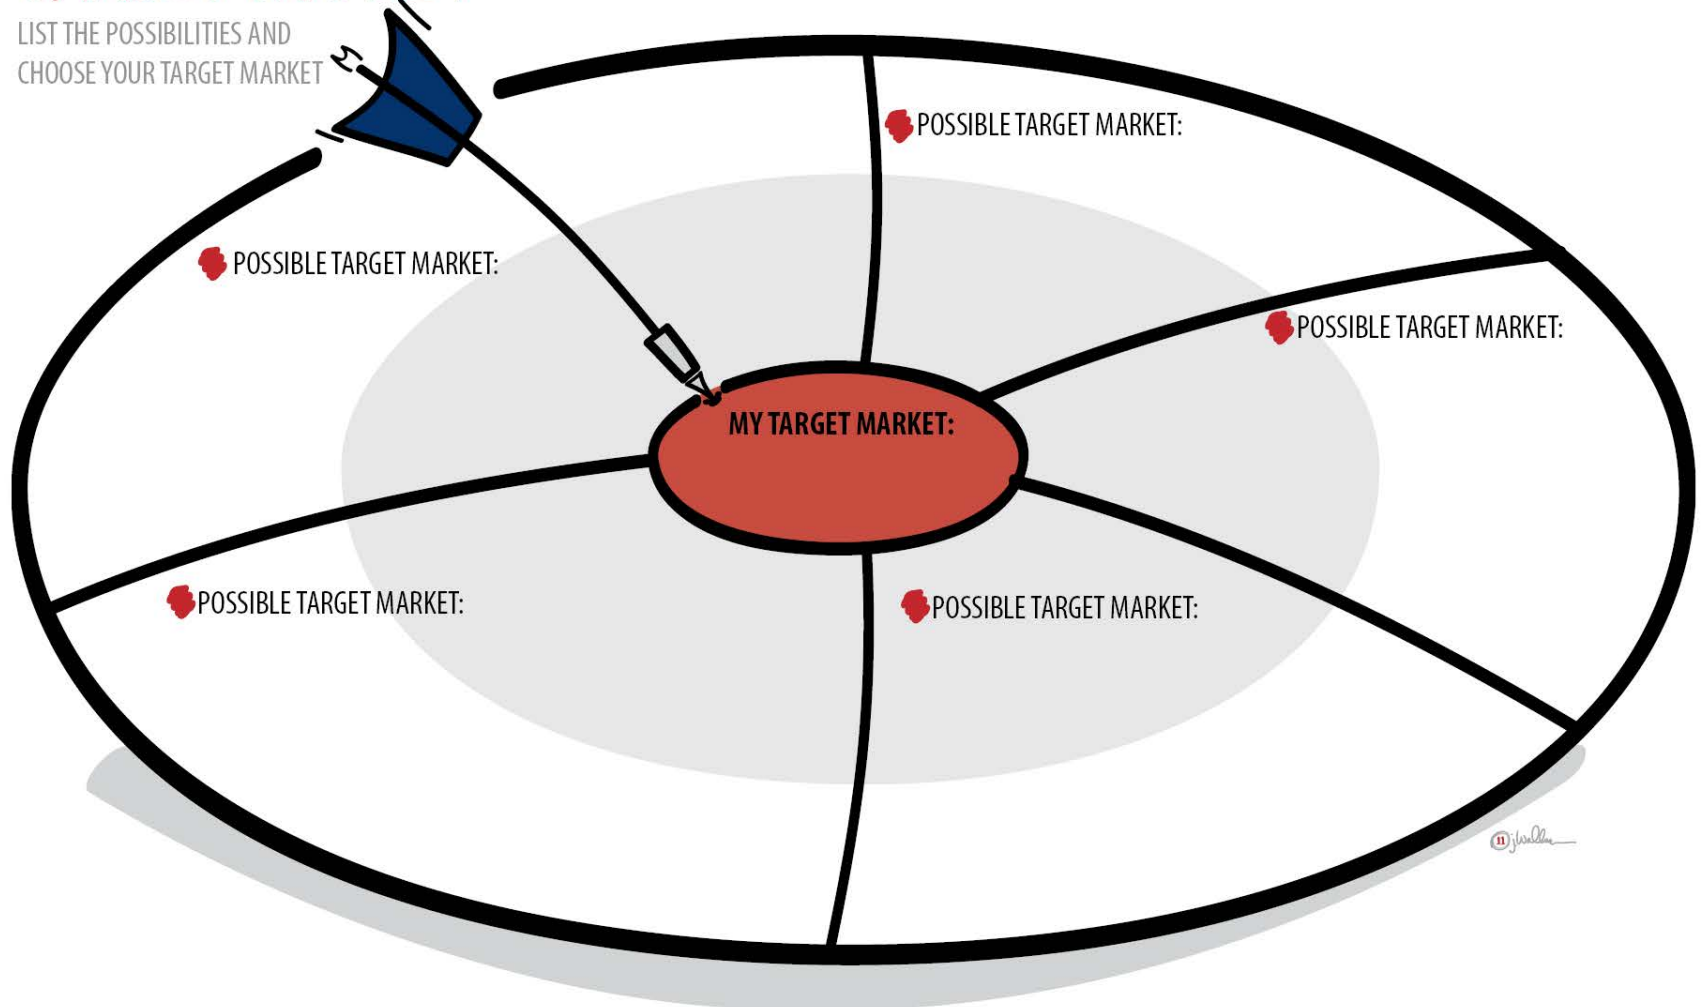 LIST THE POSSIBILITIES AND
CHOOSE YOUR TARGET MARKET
POSSIBLE TARGET MARKET:
POSSIBLE TARGET MARKET:
POSSIBLE TARGET MARKET:
MY TARGET MARKET:
POSSIBLE TARGET MARKET:
POSSIBLE TARGET MARKET:
11